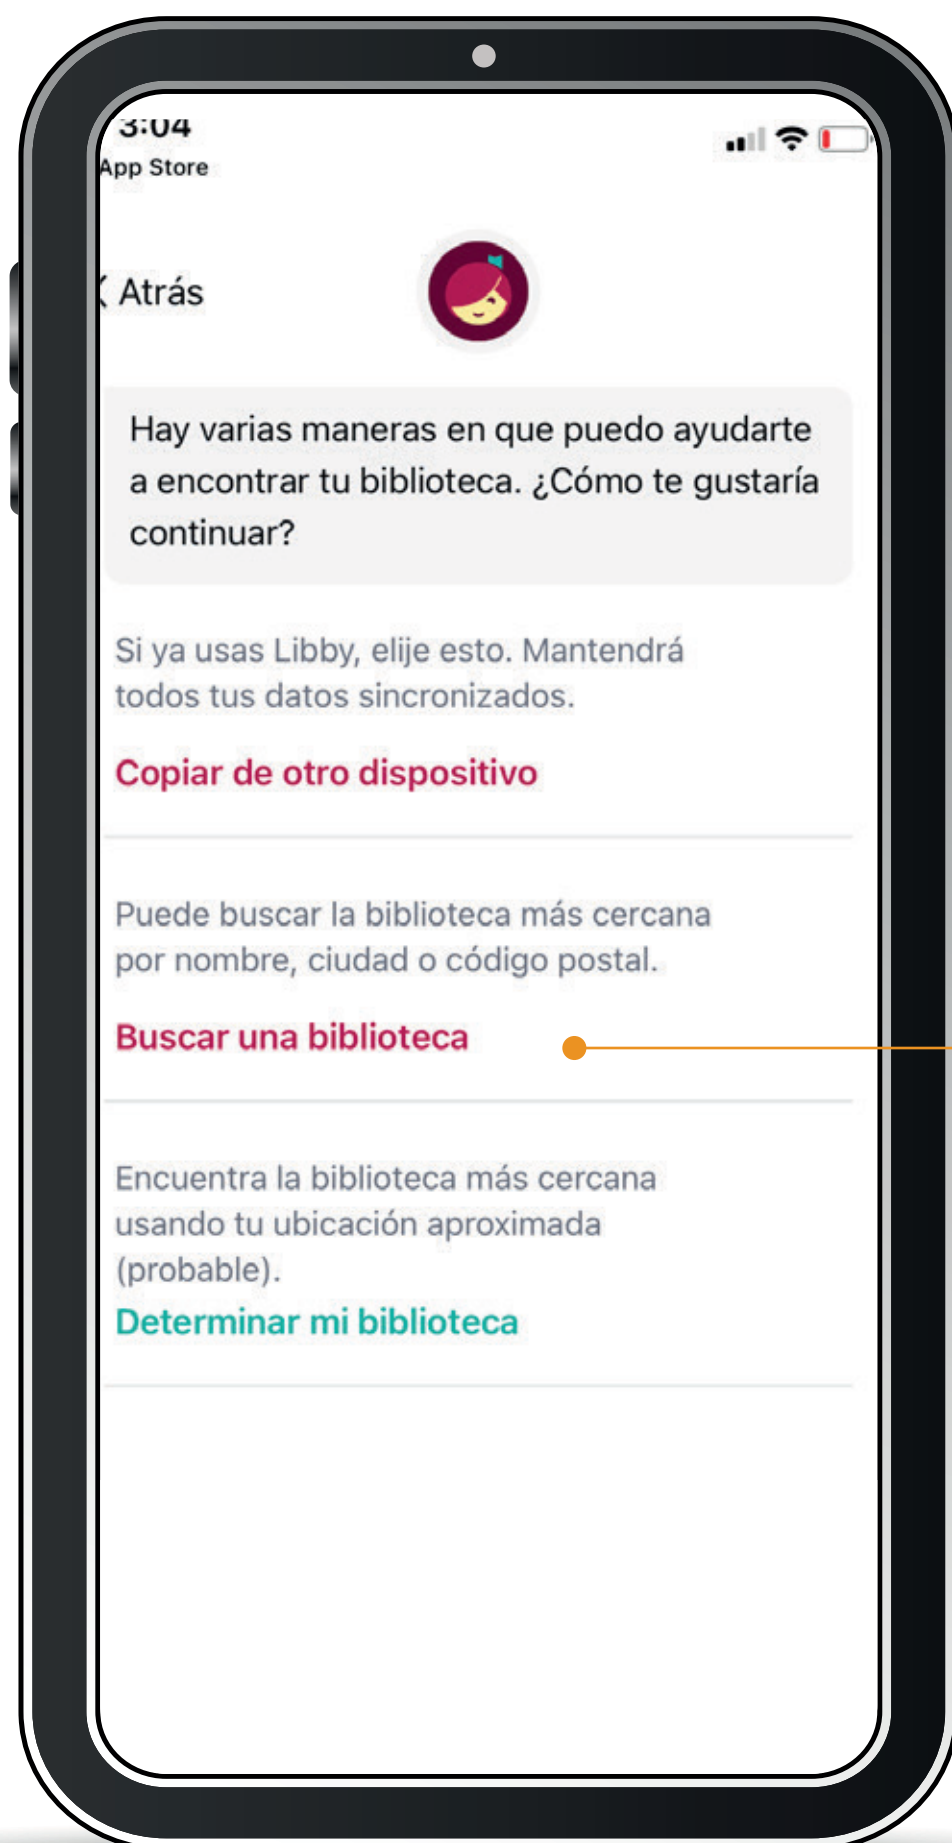 3:04
App Store
Atrás
Hay varias maneras en que puedo ayudarte
a encontrar tu biblioteca. ¿Cómo te gustaría
continuar?
Si ya usas Libby, elije esto. Mantendrá
todos tus datos sincronizados.
Copiar de otro dispositivo
Puede buscar la biblioteca más cercana
por nombre, ciudad o código postal.
Buscar una biblioteca
Encuentra la biblioteca más cercana
usando tu ubicación aproximada
(probable).
Determinar mi biblioteca